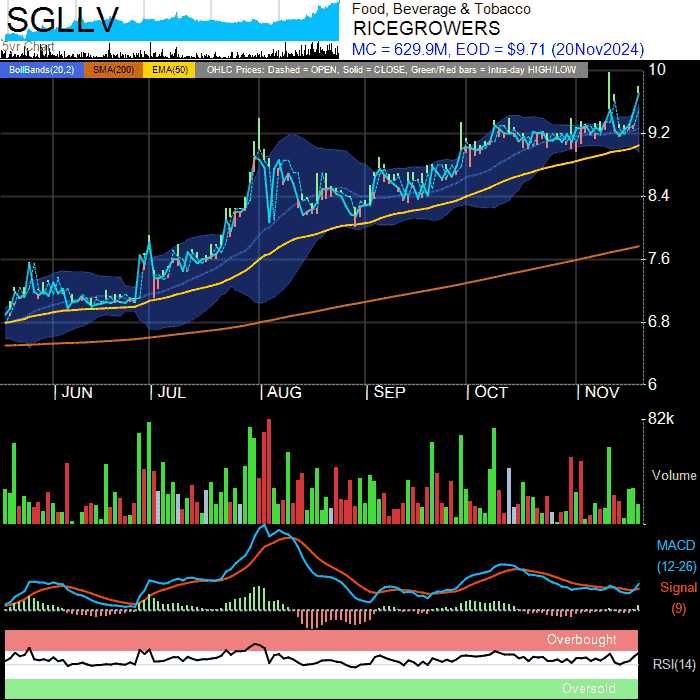 SGLLV
5yr Chart
Food, Beverage & Tobacco
RICEGROWERS
MC = 629.9M, EOD = $9.71 (20Nov2024)
BollBands(20,2) SMA(200) EMA(50) OHLC Prices: Dashed = OPEN, Solid = CLOSE, Green/Red bars = Intra-day HIGH/LOW
10
9.2
8.4
7.6
6.8
6
JUN JUL AUG SEP OCT NOV
82k
Volume
MACD
(12-26)
Signal
(9)
Overbought
RSI(14)
Oversold